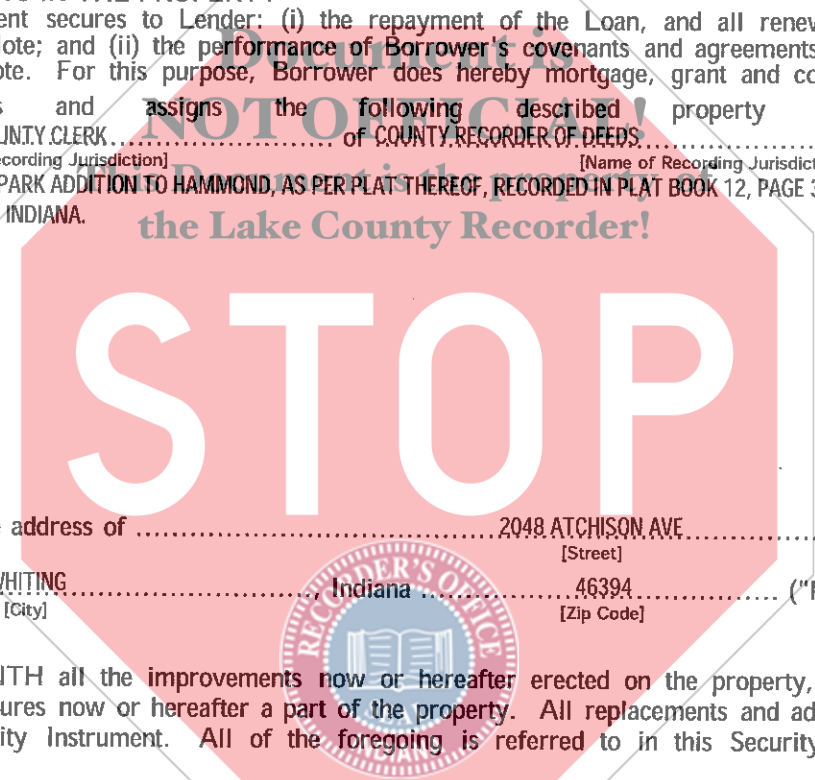 ent secures to Lender: (i) the repayment of the Loan, and all renew
Note; and (ii) the performance of Borrower's covenants and agreements
ote. For this purpose, Borrower does hereby mortgage, grant and co
s and assigns the following described property
UNTY CLERK of COUNTY RECORDER OF DEEDS
ecording Jurisdiction] [Name of Recording Jurisdict
PARK ADDITION TO HAMMOND, AS PER PLAT THEREOF, RECORDED IN PLAT BOOK 12, PAGE 3
INDIANA.
Document is
NOT OFFICIAL!
This Document is the property of
the Lake County Recorder!
STOP
address of 2048 ATCHISON AVE
[Street]
WHITING, Indiana 46394 ("P
[City] [Zip Code]
RECORDER'S OFFICE
INDIANA
ITH all the improvements now or hereafter erected on the property,
ures now or hereafter a part of the property. All replacements and ad
ity Instrument. All of the foregoing is referred to in this Security